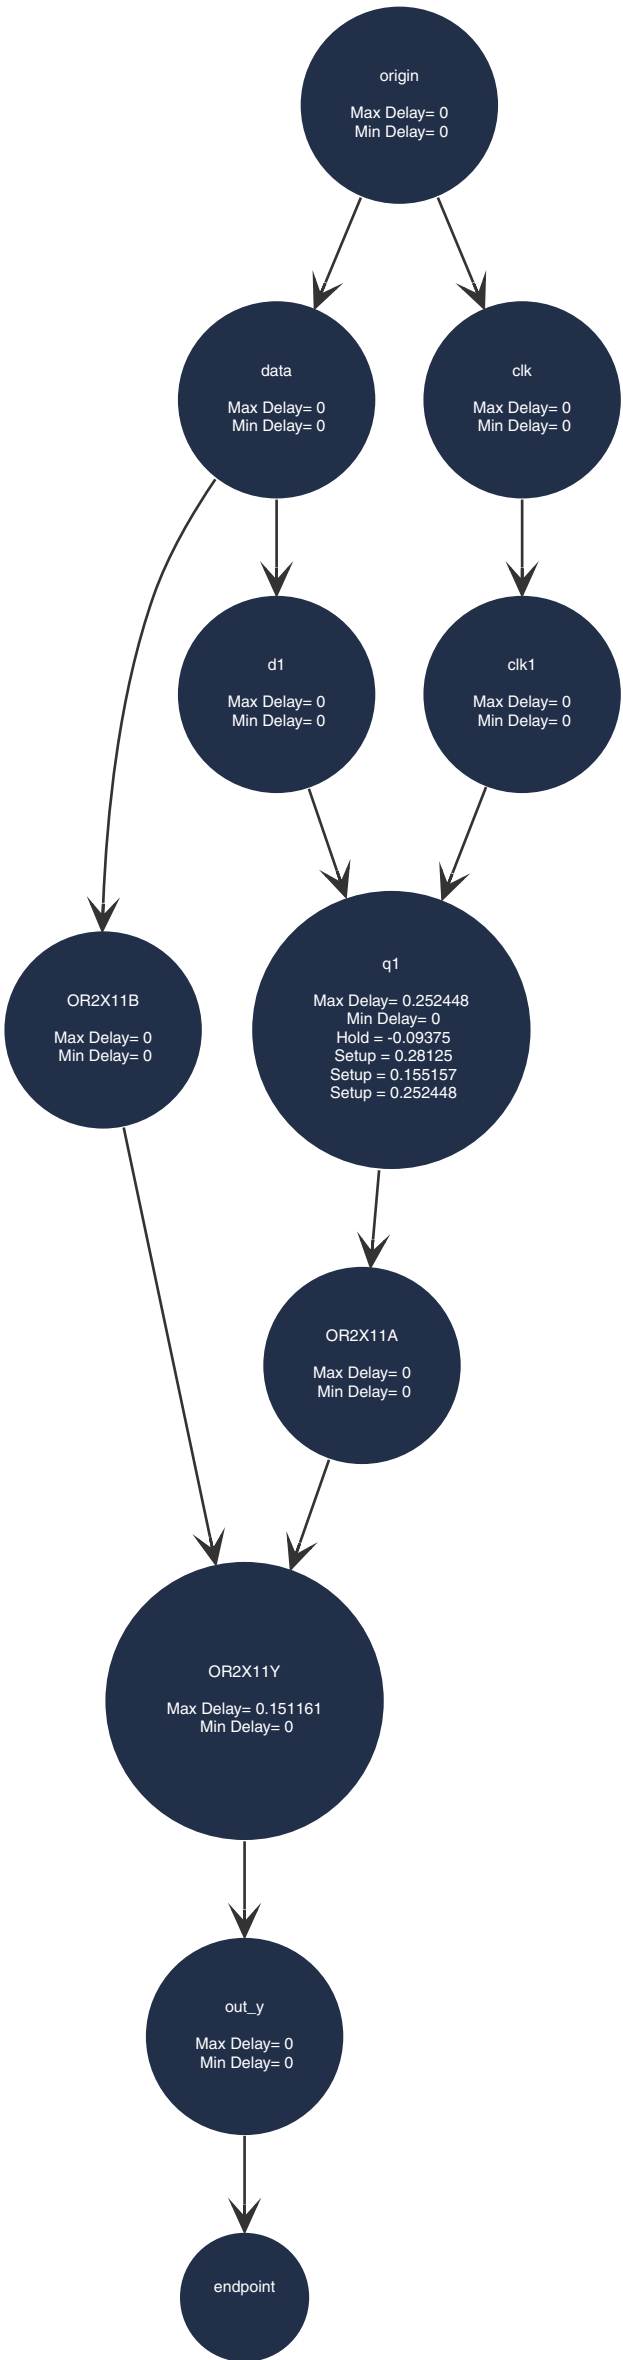 origin
Max Delay= 0
Min Delay= 0
data
Max Delay= 0
Min Delay= 0
clk
Max Delay= 0
Min Delay= 0
d1
Max Delay= 0
Min Delay= 0
clk1
Max Delay= 0
Min Delay= 0
OR2X11B
Max Delay= 0
Min Delay= 0
q1
Max Delay= 0.252448
Min Delay= 0
Hold = -0.09375
Setup = 0.28125
Setup = 0.155157
Setup = 0.252448
OR2X11A
Max Delay= 0
Min Delay= 0
OR2X11Y
Max Delay= 0.151161
Min Delay= 0
out_y
Max Delay= 0
Min Delay= 0
endpoint